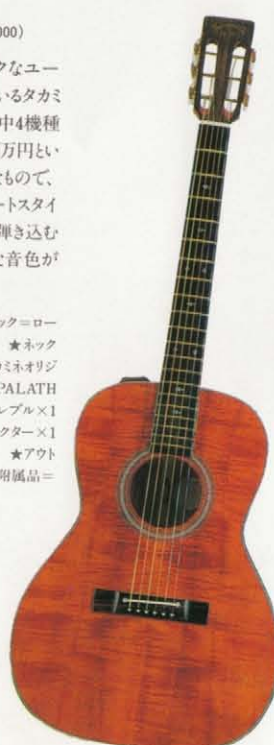 000)
クなユー
いるタカミ
中4機種
万円とい
もので、
ートスタイ
弾き込む
音色が
ック=ロー
★ネック
カミネオリジ
PALATH
レブル×1
クター×1
★アウト
附属品=